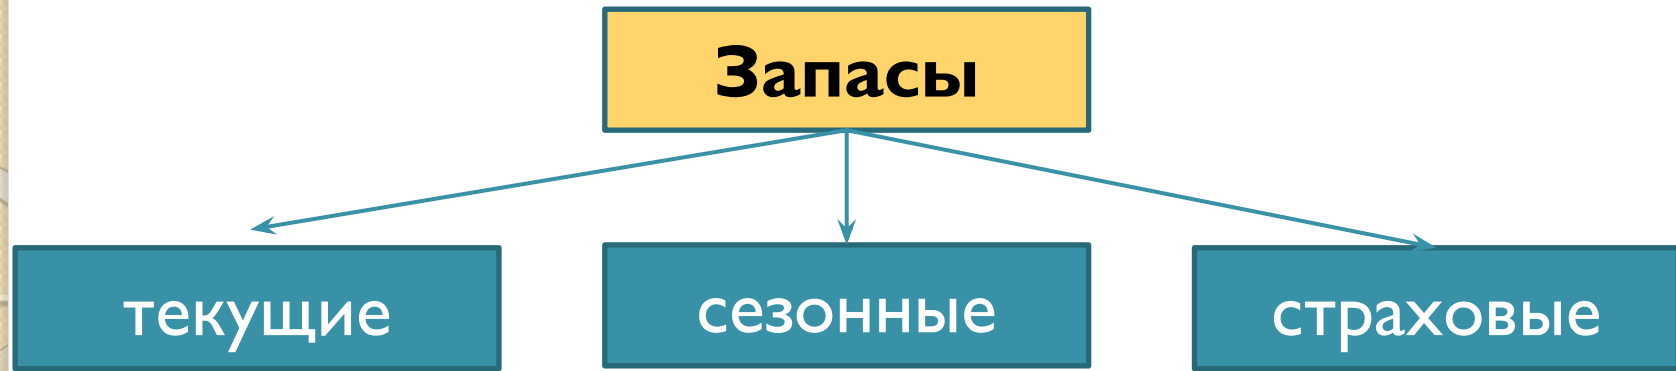 Запасы
текущие
сезонные
страховые